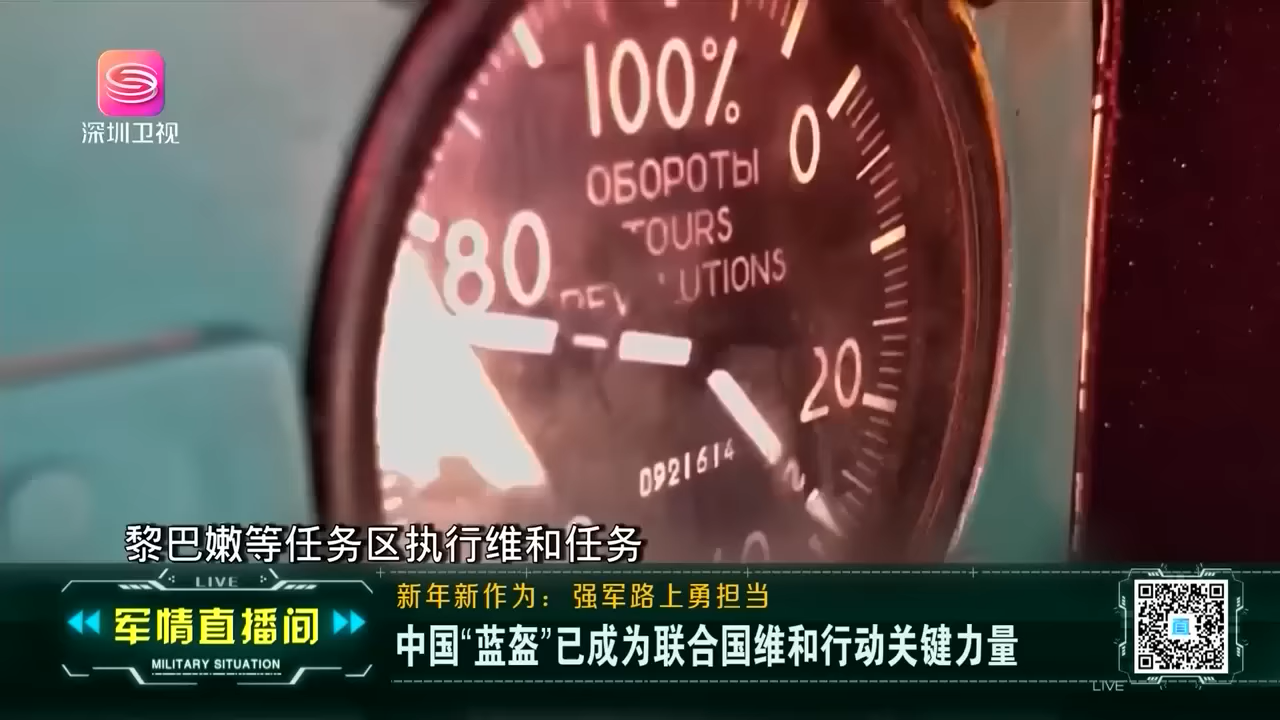 深圳卫视
100%
0
ОБОРОТЫ
TOURS
80
20
0921614
黎巴嫩等任务区执行维和任务
LIVE
军情直播间
MILITARY SITUATION
新年新作为：强军路上勇担当
中国“蓝盔”已成为联合国维和行动关键力量
直
LIVE